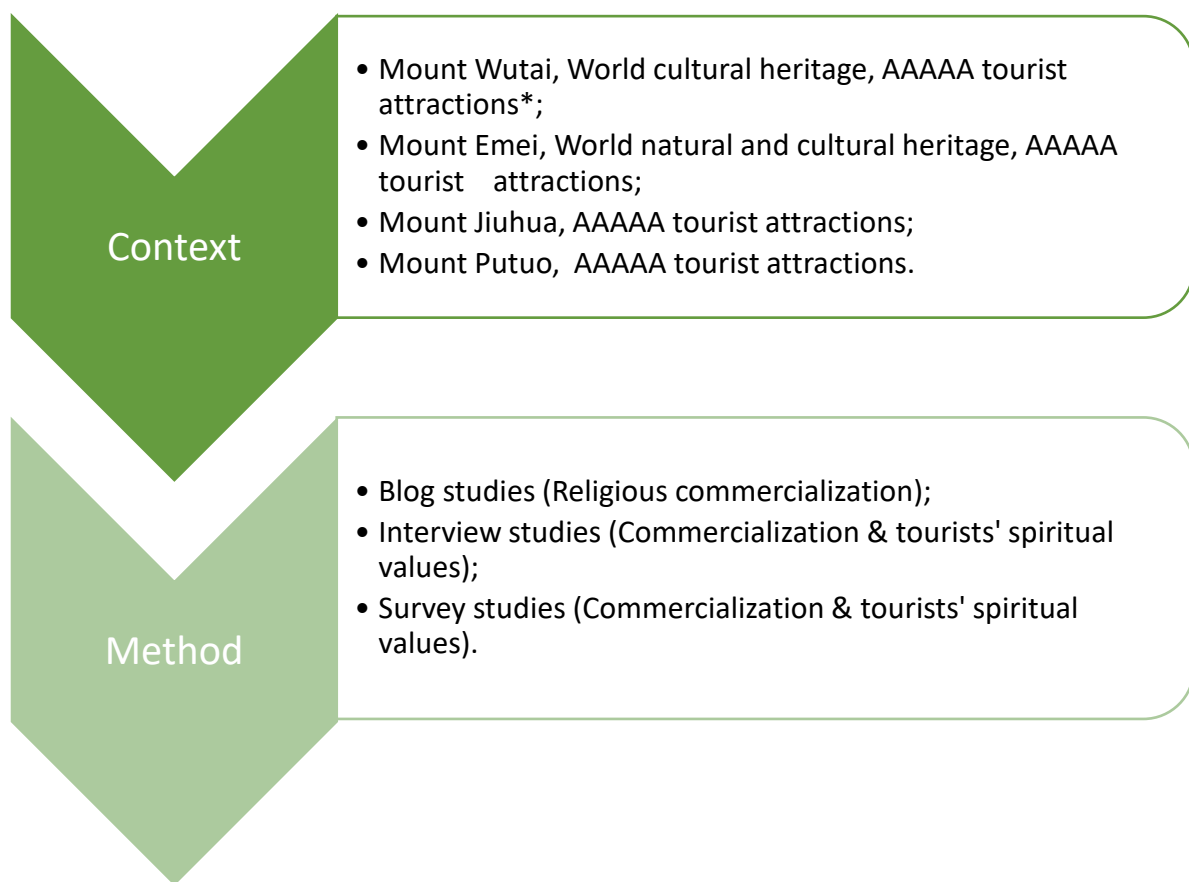 Context
• Mount Wutai, World cultural heritage, AAAAA tourist
attractions*;
• Mount Emei, World natural and cultural heritage, AAAAA
tourist attractions;
• Mount Jiuhua, AAAAA tourist attractions;
• Mount Putuo, AAAAA tourist attractions.
Method
• Blog studies (Religious commercialization);
• Interview studies (Commercialization & tourists' spiritual
values);
• Survey studies (Commercialization & tourists' spiritual
values).